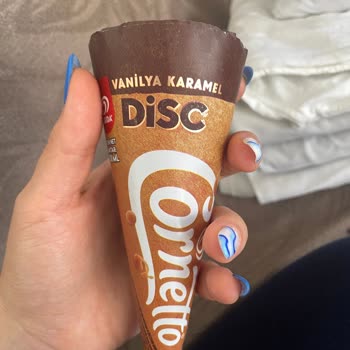 VANİLYA KARAMEL
DiSC
Cornetto